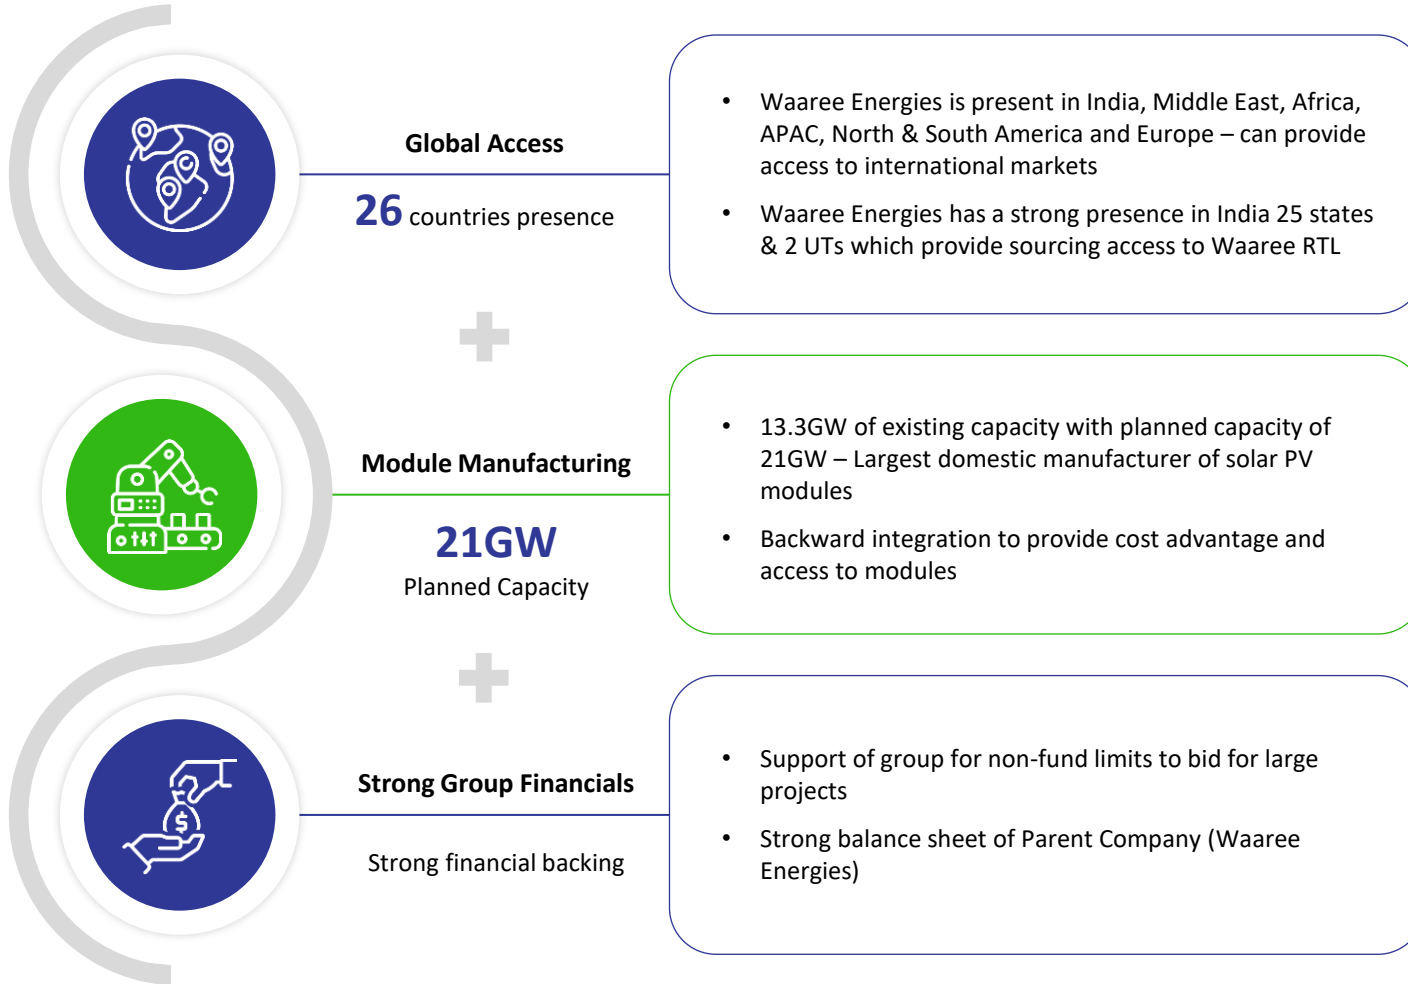 Global Access
26 countries presence
• Waaree Energies is present in India, Middle East, Africa,
APAC, North & South America and Europe – can provide
access to international markets
• Waaree Energies has a strong presence in India 25 states
& 2 UTs which provide sourcing access to Waaree RTL
Module Manufacturing
21GW
Planned Capacity
• 13.3GW of existing capacity with planned capacity of
21GW – Largest domestic manufacturer of solar PV
modules
• Backward integration to provide cost advantage and
access to modules
Strong Group Financials
Strong financial backing
$
• Support of group for non-fund limits to bid for large
projects
• Strong balance sheet of Parent Company (Waaree
Energies)